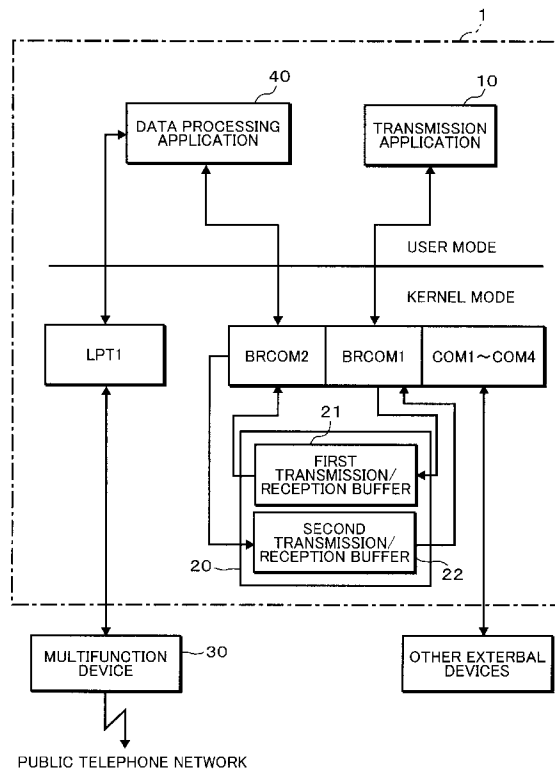 1
40
10
DATA PROCESSING
APPLICATION
TRANSMISSION
APPLICATION
USER MODE
KERNEL MODE
LPT1
BRCOM2
BRCOM1
COM1～COM4
21
FIRST
TRANSMISSION/
RECEPTION BUFFER
SECOND
TRANSMISSION/
RECEPTION BUFFER
20
22
MULTIFUNCTION
DEVICE
30
OTHER EXTERBAL
DEVICES
PUBLIC TELEPHONE NETWORK